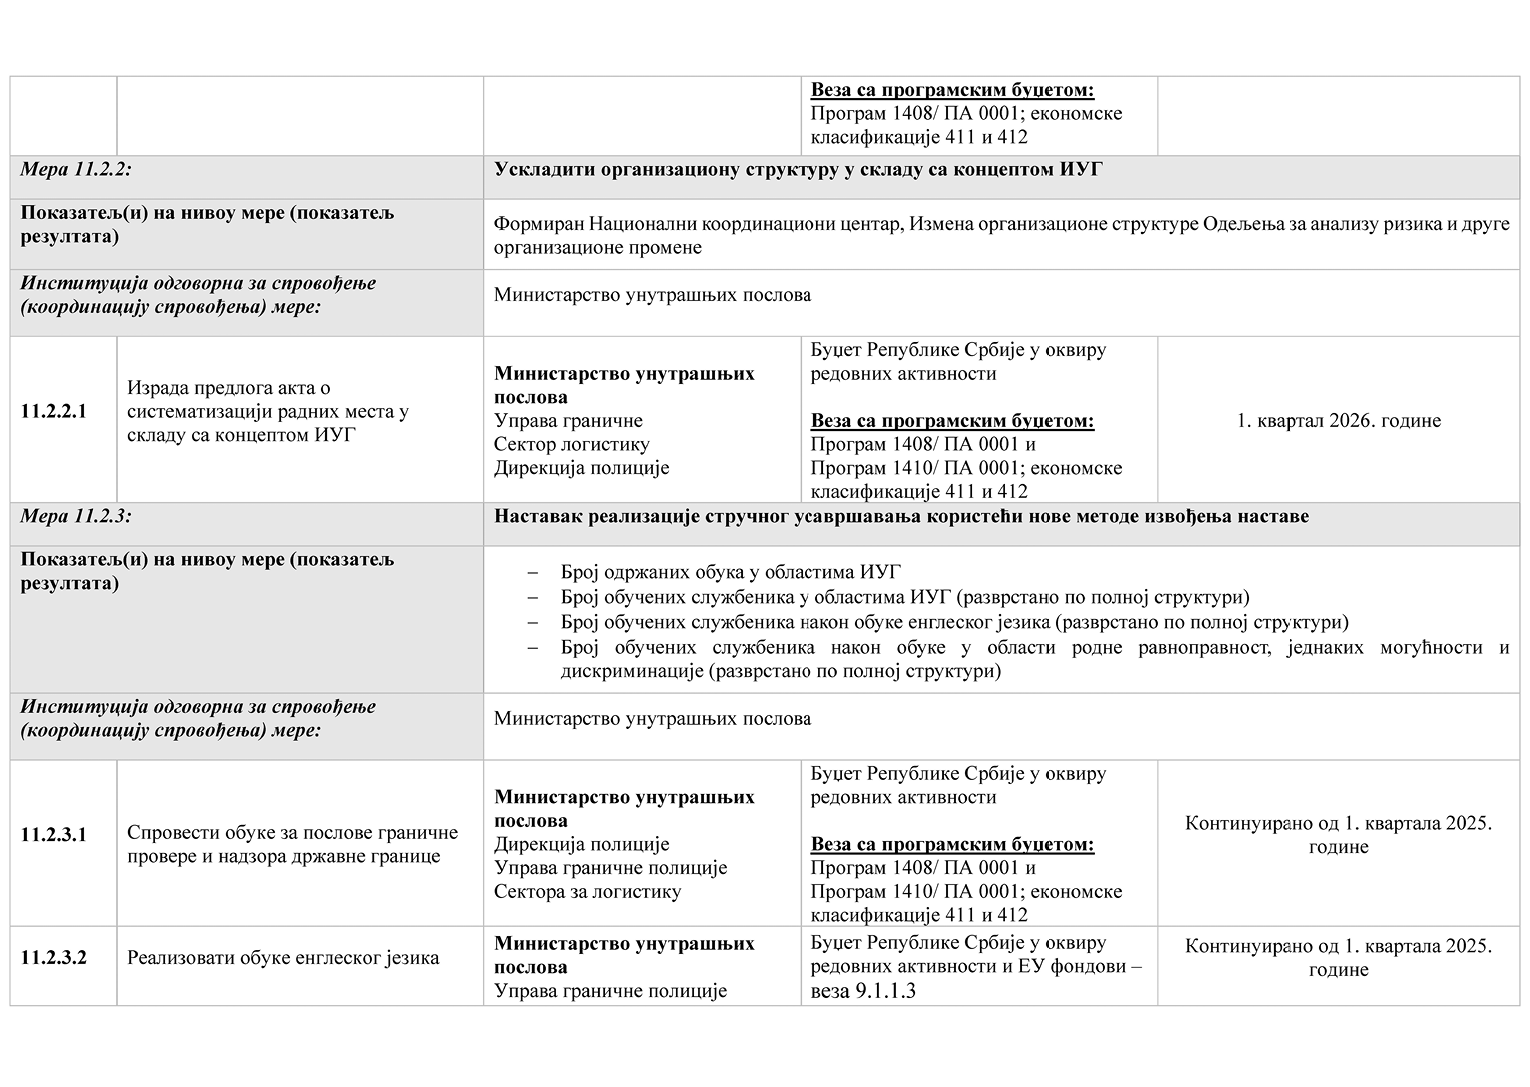 Веза са програмским буџетом:
Програм 1408/ ПА 0001; економске
класификације 411 и 412
Мера 11.2.2:
Ускладити организациону структуру у складу са концептом ИУГ
Показатељ(и) на нивоу мере (показатељ
резултата)
Формиран Национални координациони центар, Измена организационе структуре Одељења за анализу ризика и друге
организационе промене
Институција одговорна за спровођење
(координацију спровођења) мере:
Министарство унутрашњих послова
11.2.2.1
Израда предлога акта о
систематизацији радних места у
складу са концептом ИУГ
Министарство унутрашњих
послова
Управа граничне
Сектор логистику
Дирекција полиције
Буџет Републике Србије у оквиру
редовних активности
Веза са програмским буџетом:
Програм 1408/ ПА 0001 и
Програм 1410/ ПА 0001; економске
класификације 411 и 412
1. квартал 2026. године
Мера 11.2.3:
Наставак реализације стручног усавршавања користећи нове методе извођења наставе
Показатељ(и) на нивоу мере (показатељ
резултата)
– Број одржаних обука у областима ИУГ
– Број обучених службеника у областима ИУГ (разврстано по полној структури)
– Број обучених службеника након обуке енглеског језика (разврстано по полној структури)
– Број обучених службеника након обуке у области родне равноправност, једнаких могућности и
дискриминације (разврстано по полној структури)
Институција одговорна за спровођење
(координацију спровођења) мере:
Министарство унутрашњих послова
11.2.3.1
Спровести обуке за послове граничне
провере и надзора државне границе
Министарство унутрашњих
послова
Дирекција полиције
Управа граничне полиције
Сектора за логистику
Буџет Републике Србије у оквиру
редовних активности
Веза са програмским буџетом:
Програм 1408/ ПА 0001 и
Програм 1410/ ПА 0001; економске
класификације 411 и 412
Континуирано од 1. квартала 2025.
године
11.2.3.2
Реализовати обуке енглеског језика
Министарство унутрашњих
послова
Управа граничне полиције
Буџет Републике Србије у оквиру
редовних активности и ЕУ фондови –
веза 9.1.1.3
Континуирано од 1. квартала 2025.
године